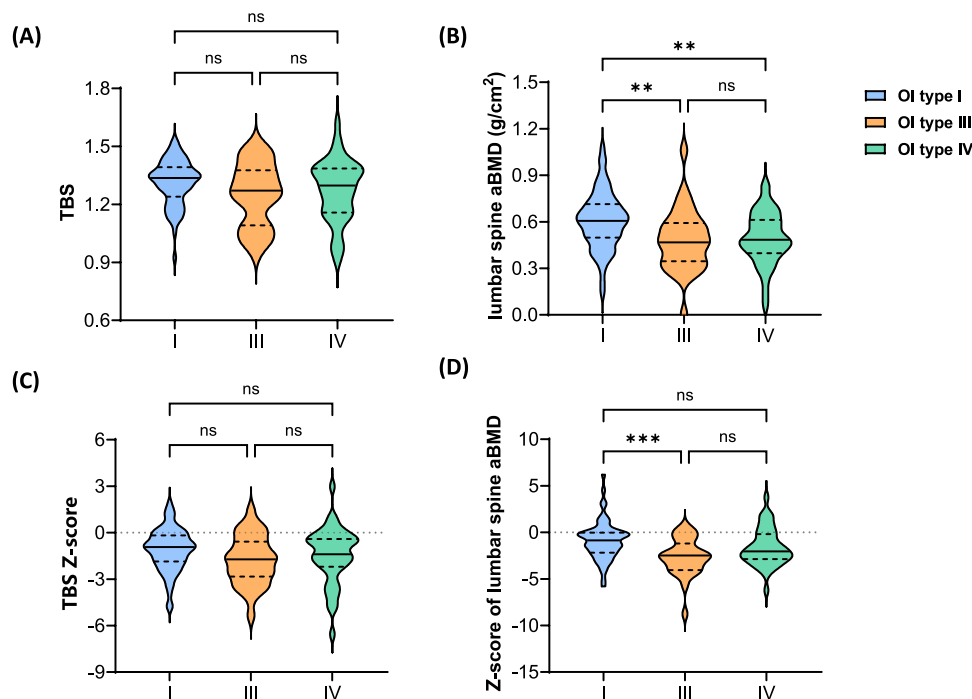 (A)
ns
ns
ns
TBS
1.8
1.5
1.2
0.9
0.6
I
III
IV
(B)
**
**
ns
lumbar spine aBMD (g/cm²)
1.5
1.2
0.9
0.6
0.3
0.0
I
III
IV
OI type I
OI type III
OI type IV
(C)
ns
ns
ns
TBS Z-score
6
3
0
-3
-6
-9
I
III
IV
(D)
ns
***
ns
Z-score of lumbar spine aBMD
10
5
0
-5
-10
-15
I
III
IV